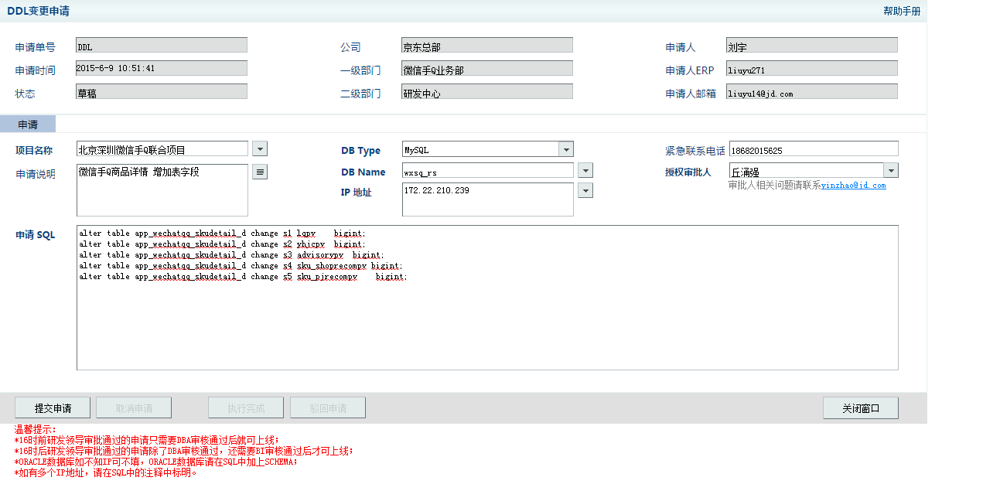 DDL变更申请 帮助手册
申请单号 DDL 公司 京东总部 申请人 刘宇
申请时间 2015-6-9 10:51:41 一级部门 微信手Q业务部 申请人ERP liuyu271
状态 草稿 二级部门 研发中心 申请人邮箱 liuyu14@jd.com
申请
项目名称 北京深圳微信手Q联合项目 DB Type MySQL 紧急联系电话 18682015625
申请说明 微信手Q商品详情 增加表字段 DB Name wxsq_rs 授权审批人 丘涌强
审批人相关问题请联系yinzhao@jd.com
IP 地址 172.22.210.239
申请 SQL
alter table app_wechatqq_skudetail_d change s1 lqpv bigint;
alter table app_wechatqq_skudetail_d change s2 yhjcpv bigint;
alter table app_wechatqq_skudetail_d change s3 advisorypv bigint;
alter table app_wechatqq_skudetail_d change s4 sku_shoprecompv bigint;
alter table app_wechatqq_skudetail_d change s5 sku_pjrecompv bigint;
提交申请 取消申请 执行完成 驳回申请 关闭窗口
温馨提示：
*16时前研发领导审批通过的申请只需要DBA审核通过后就可上线；
*16时后研发领导审批通过的申请除了DBA审核通过，还需要BI审核通过后才可上线；
*ORACLE数据库如不知IP可不填，ORACLE数据库请在SQL中加上SCHEMA；
*如有多个IP地址，请在SQL中的注释中标明。